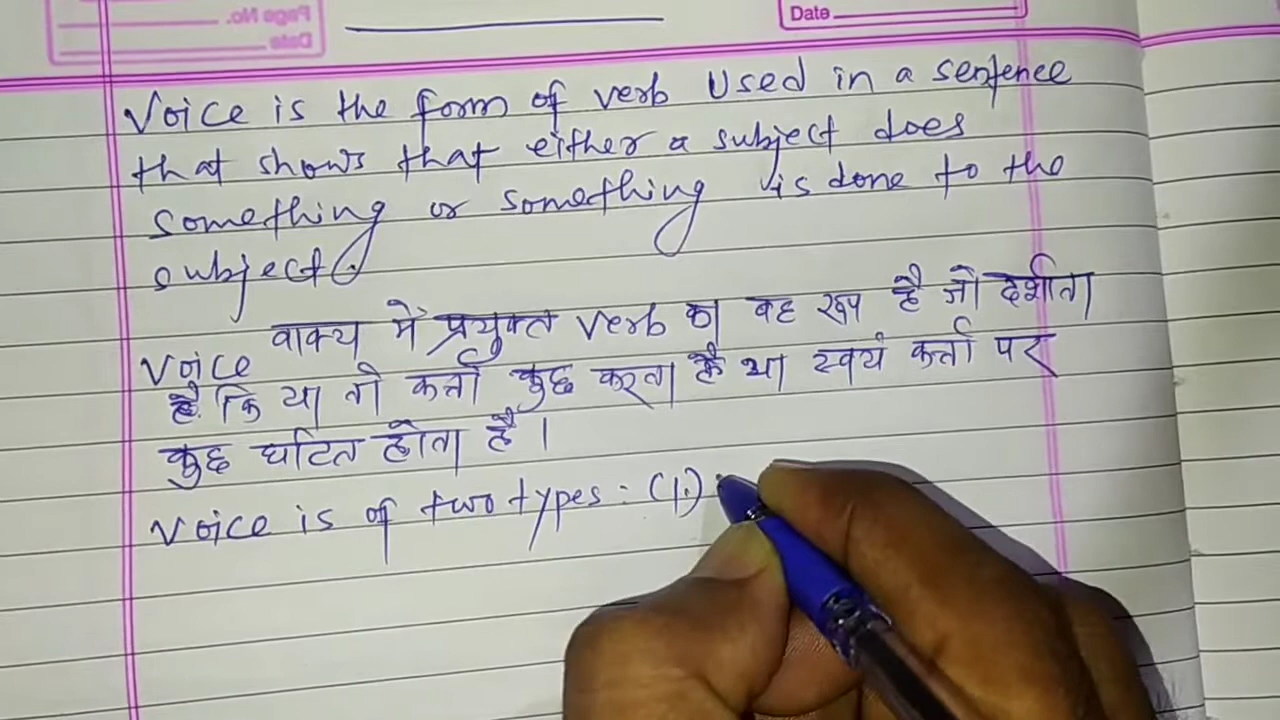 Page No.
Date
Date
Voice is the form of verb Used in a sentence
that shows that either a subject does
something or something is done to the
subject.
Voice वाक्य में प्रयुक्त verb का वह रूप है जो दर्शाता
है कि या तो कर्त्ता कुछ करता है या स्वयं कर्त्ता पर
कुछ घटित होता है।
Voice is of two types: (1.)